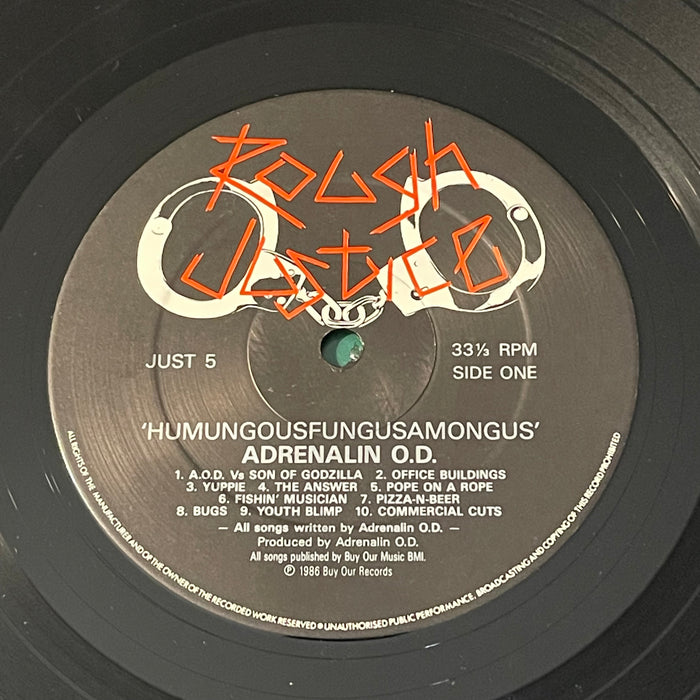 Rough
Justice
JUST 5
33⅓ RPM
SIDE ONE
'HUMUNGOUSFUNGUSAMONGUS'
ADRENALIN O.D.
1. A.O.D. Vs SON OF GODZILLA 2. OFFICE BUILDINGS
3. YUPPIE 4. THE ANSWER 5. POPE ON A ROPE
6. FISHIN' MUSICIAN 7. PIZZA-N-BEER
8. BUGS 9. YOUTH BLIMP 10. COMMERCIAL CUTS
— All songs written by Adrenalin O.D. —
Produced by Adrenalin O.D.
All songs published by Buy Our Music BMI.
℗ 1986 Buy Our Records
ALL RIGHTS OF THE MANUFACTURER AND OF THE OWNER OF THE RECORDED WORK RESERVED ● UNAUTHORISED PUBLIC PERFORMANCE, BROADCASTING AND COPYING OF THIS RECORD PROHIBITED